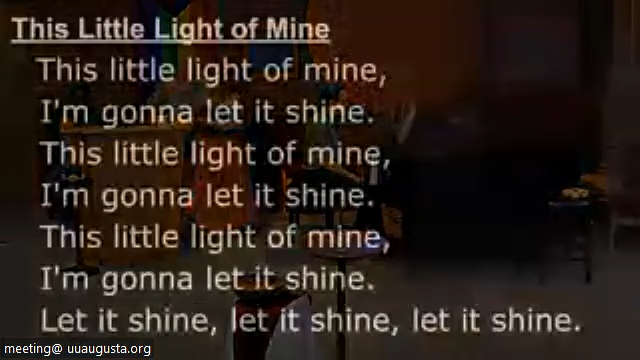 This Little Light of Mine
This little light of mine,
I'm gonna let it shine.
This little light of mine,
I'm gonna let it shine.
This little light of mine,
I'm gonna let it shine.
Let it shine, let it shine, let it shine.
meeting@ uuaugusta.org